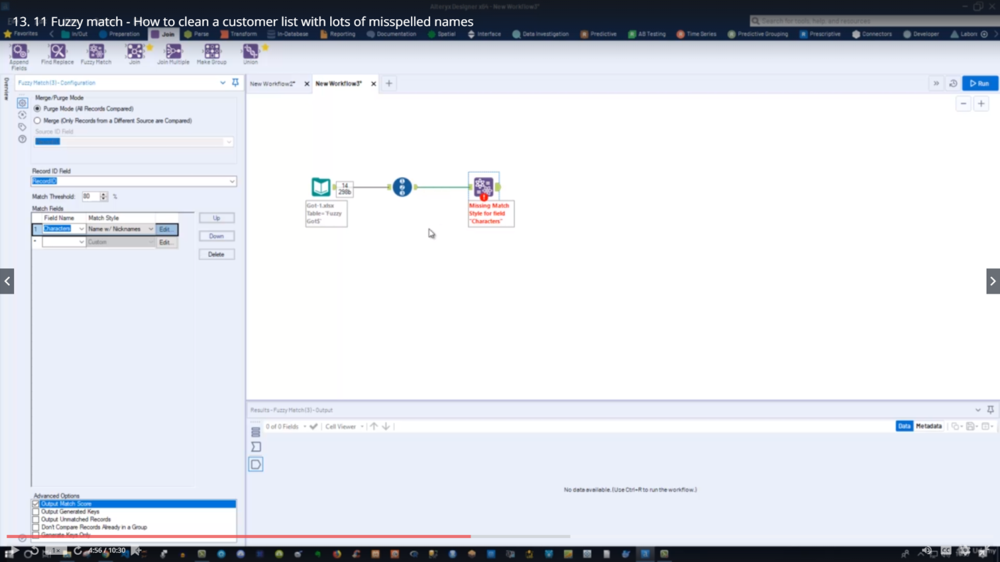 Alteryx Designer x64 - New Workflow3*
13. 11 Fuzzy match - How to clean a customer list with lots of misspelled names
Search for tools, help, and resources
Favorites In/Out Preparation Join Parse Transform In-Database Reporting Documentation Spatial Interface Data Investigation Predictive AB Testing Time Series Predictive Grouping Prescriptive Connectors Developer
Append Fields
Find Replace
Fuzzy Match
Join
Join Multiple
Make Group
Union
Overview
Fuzzy Match (3) - Configuration
New Workflow2*
New Workflow3*
Run
Merge/Purge Mode
Purge Mode (All Records Compared)
Merge (Only Records from a Different Source are Compared)
Source ID Field
Record ID Field
RecordID
Match Threshold: 80 %
Match Fields
Field Name Match Style
1 Characters Name w/ Nicknames Edit...
* Custom Edit...
Up
Down
Delete
14
298b
Got-1.xlsx
Table='Fuzzy
Got$'
1
2
3
Missing Match
Style for field
"Characters"
Results - Fuzzy Match (3) - Output
0 of 0 Fields Cell Viewer
Data Metadata
No data available. (Use Ctrl+R to run the workflow.)
Advanced Options
Output Match Score
Output Generated Keys
Output Unmatched Records
Don't Compare Records Already in a Group
Generate Keys Only
1x 4:56 / 10:30
CC